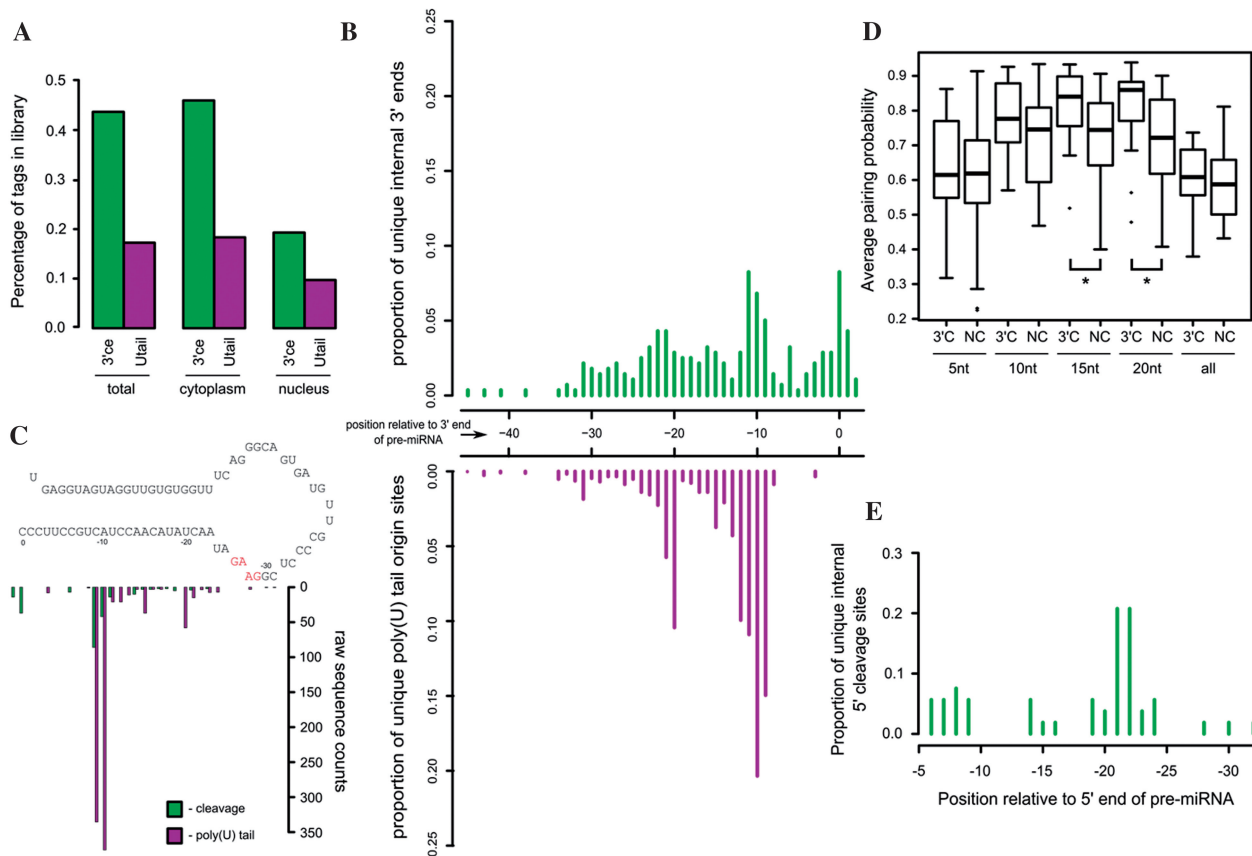 A
Percentage of tags in library
0.5
0.4
0.3
0.2
0.1
0.0
3'ce Utail 3'ce Utail 3'ce Utail
total cytoplasm nucleus
B
proportion of unique internal 3' ends
0.25
0.20
0.15
0.10
0.05
0.00
position relative to 3' end
of pre-miRNA
−40 −30 −20 −10 0
proportion of unique poly(U) tail origin sites
0.00
0.05
0.10
0.15
0.20
0.25
C
U
GAGGUAGUAGGUUGUGUGGUU
UC
AG
GGCA
GU
GA
UG
U
U
G
C
C
C
U
C
G
GA
AG
AU
CCCUUCCGUCAUCCAACAUAUCAA
0 -10 -20 -30
0
50
100
150
200
250
300
350
raw sequence counts
- cleavage
- poly(U) tail
D
Average pairing probability
0.9
0.8
0.7
0.6
0.5
0.4
0.3
0.2
* *
3'C NC 3'C NC 3'C NC 3'C NC 3'C NC
5nt 10nt 15nt 20nt all
E
Proportion of unique internal
5' cleavage sites
0.3
0.2
0.1
0.0
-5 -10 -15 -20 -25 -30
Position relative to 5' end of pre-miRNA